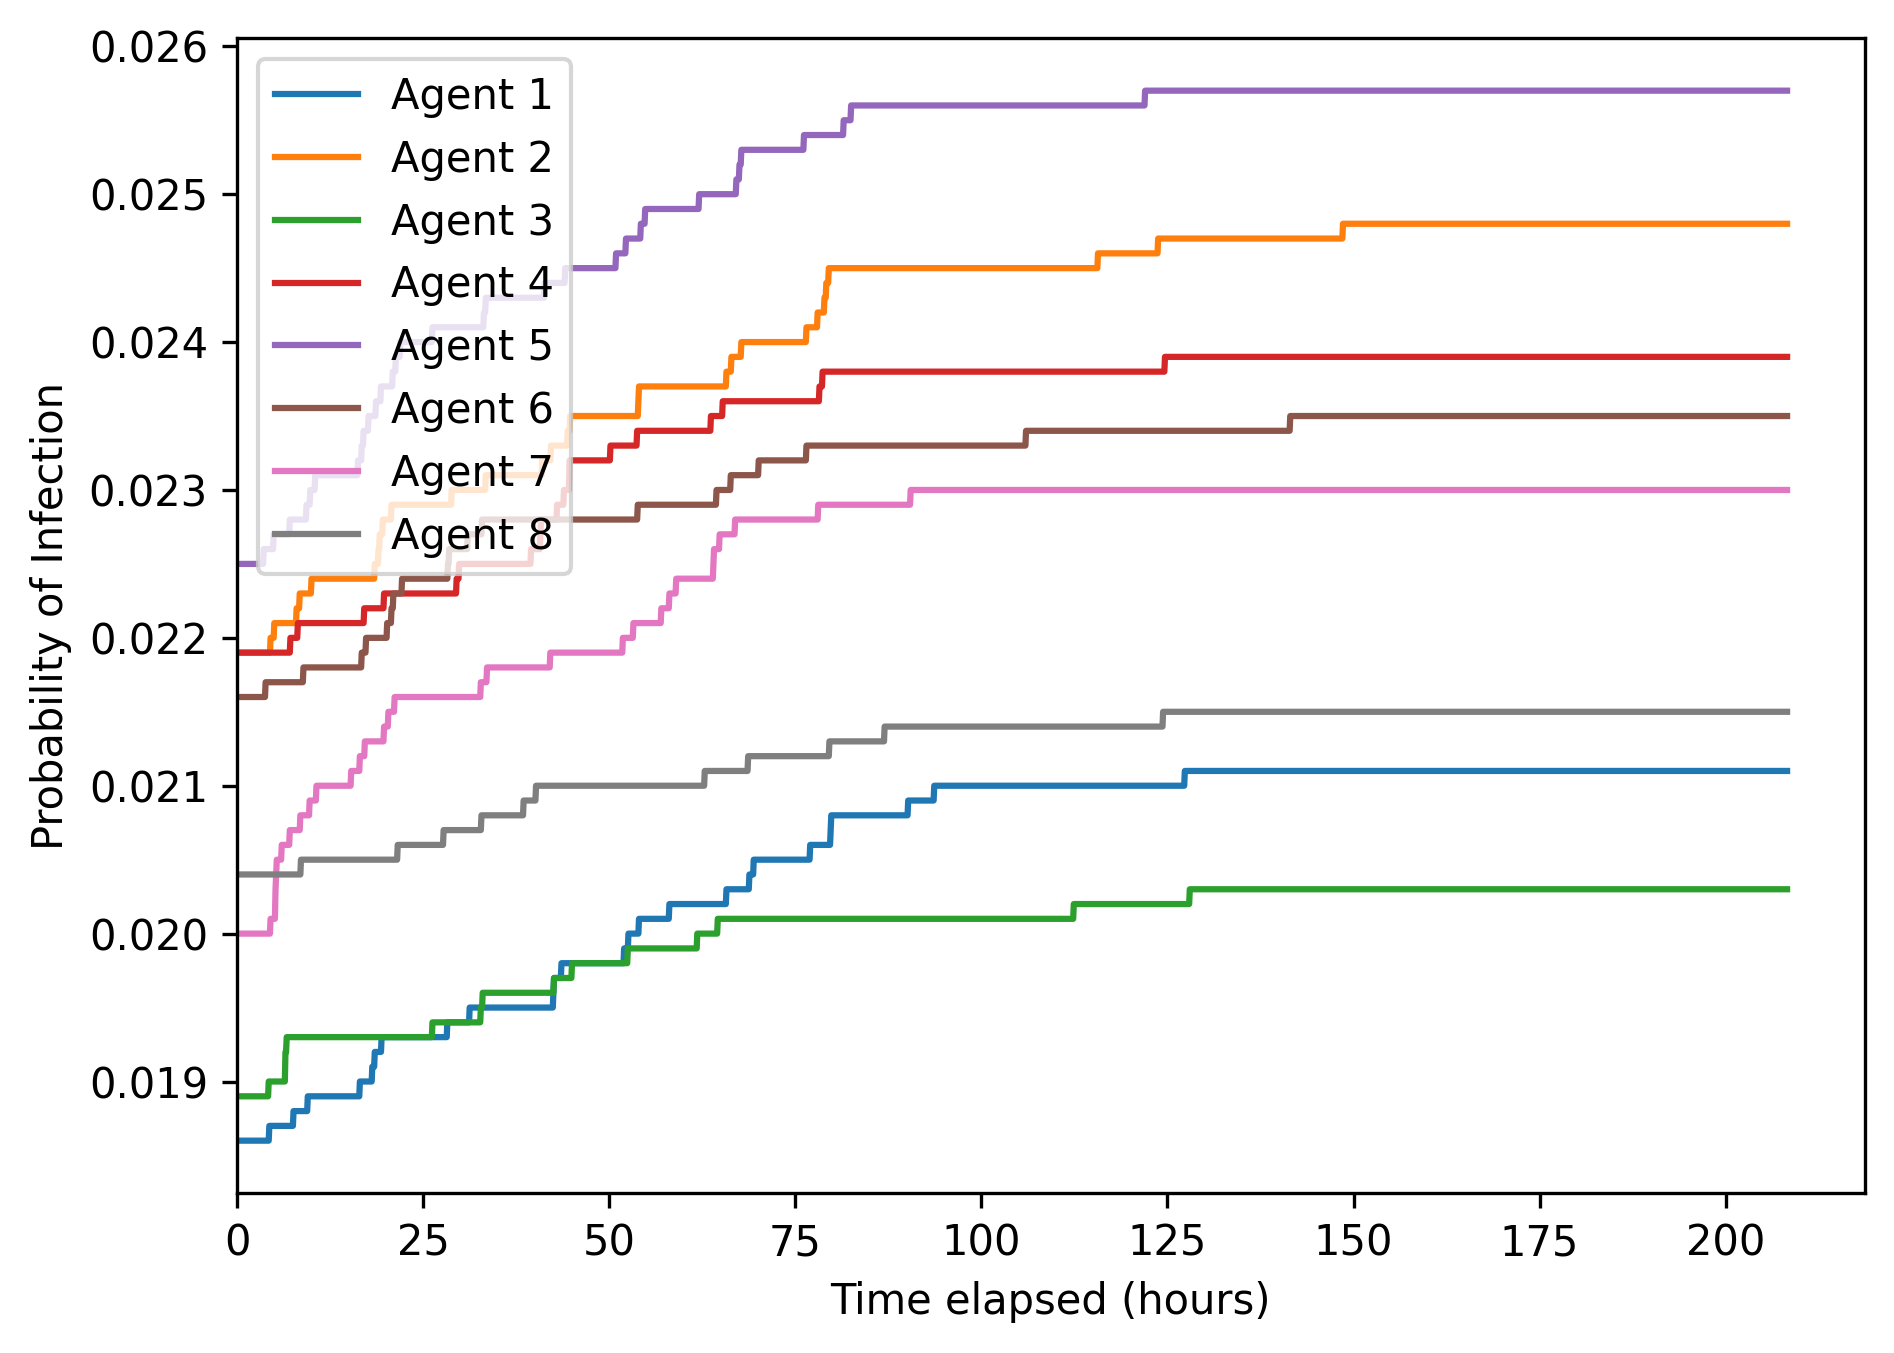 0.026
0.025
0.024
0.023
0.022
0.021
0.020
0.019
Probability of Infection
Agent 1
Agent 2
Agent 3
Agent 4
Agent 5
Agent 6
Agent 7
Agent 8
0 25 50 75 100 125 150 175 200
Time elapsed (hours)